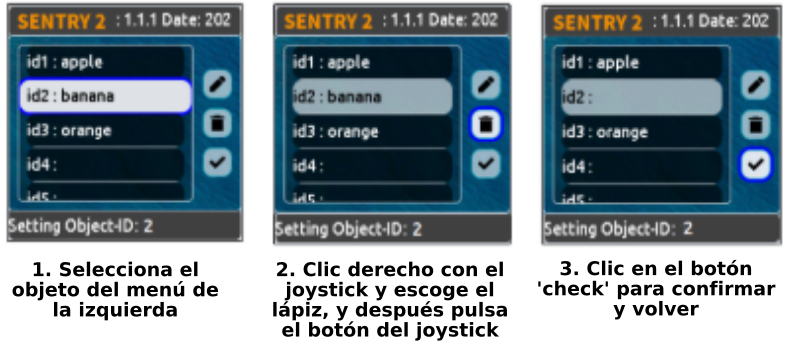 SENTRY 2 : 1.1.1 Date: 202
id1 : apple
id2 : banana
id3 : orange
id4 :
id5 :
Setting Object-ID: 2
1. Selecciona el
objeto del menú de
la izquierda
SENTRY 2 : 1.1.1 Date: 202
id1 : apple
id2 : banana
id3 : orange
id4 :
id5 :
Setting Object-ID: 2
2. Clic derecho con el
joystick y escoge el
lápiz, y después pulsa
el botón del joystick
SENTRY 2 : 1.1.1 Date: 202
id1 : apple
id2 :
id3 : orange
id4 :
id5 :
Setting Object-ID: 2
3. Clic en el botón
'check' para confirmar
y volver